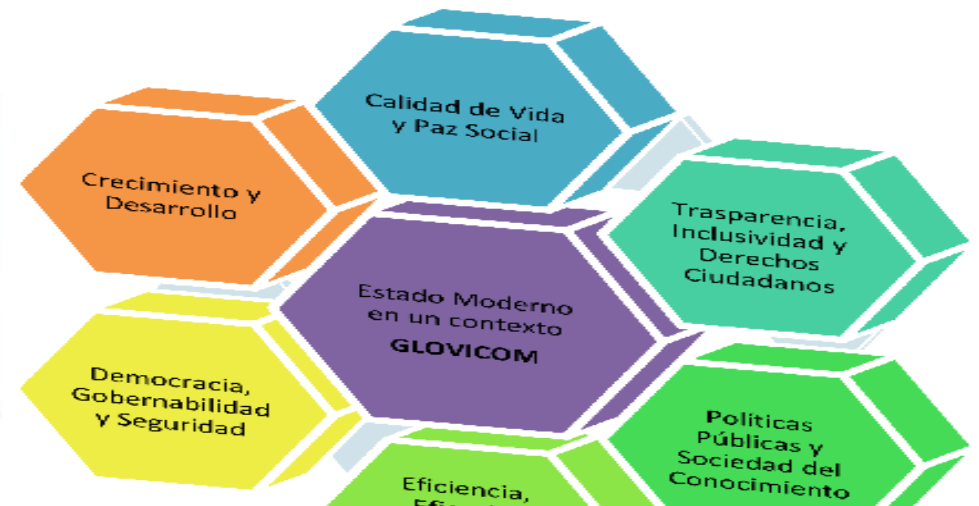 Calidad de Vida
y Paz Social
Crecimiento y
Desarrollo
Trasparencia,
Inclusividad y
Derechos
Ciudadanos
Estado Moderno
en un contexto
GLOVICOM
Democracia,
Gobernabilidad
y Seguridad
Políticas
Públicas y
Sociedad del
Conocimiento
Eficiencia,